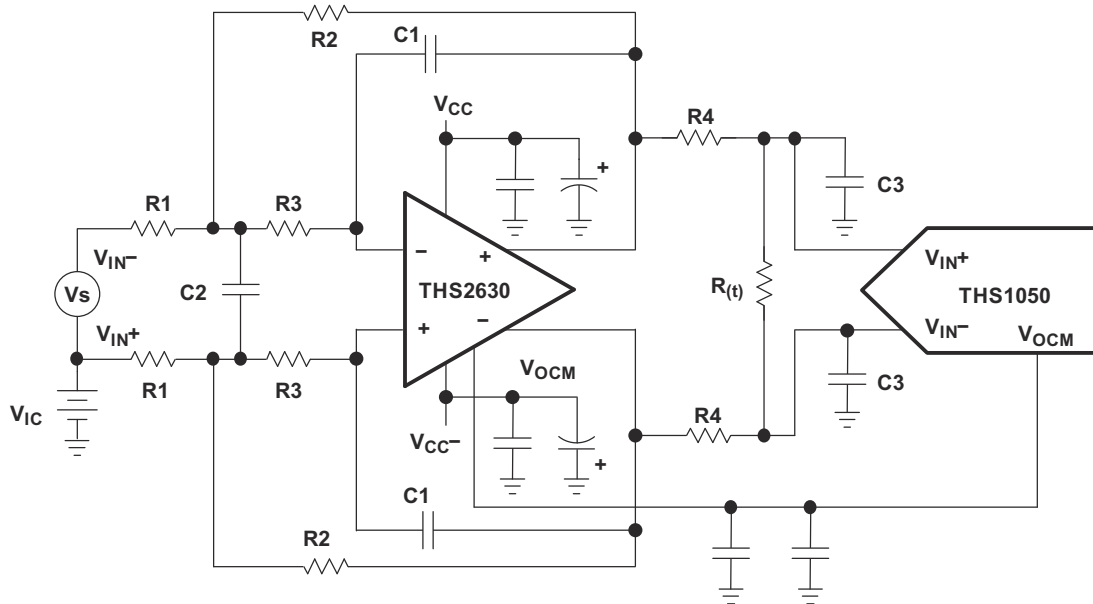 R2
C1
VCC
R4
+
C3
R1
R3
VIN−
− +
VIN+
Vs
C2
THS2630
R(t)
THS1050
VIN+
+ −
VIN−
VOCM
R1
R3
VOCM
C3
VIC
R4
VCC−
+
C1
R2